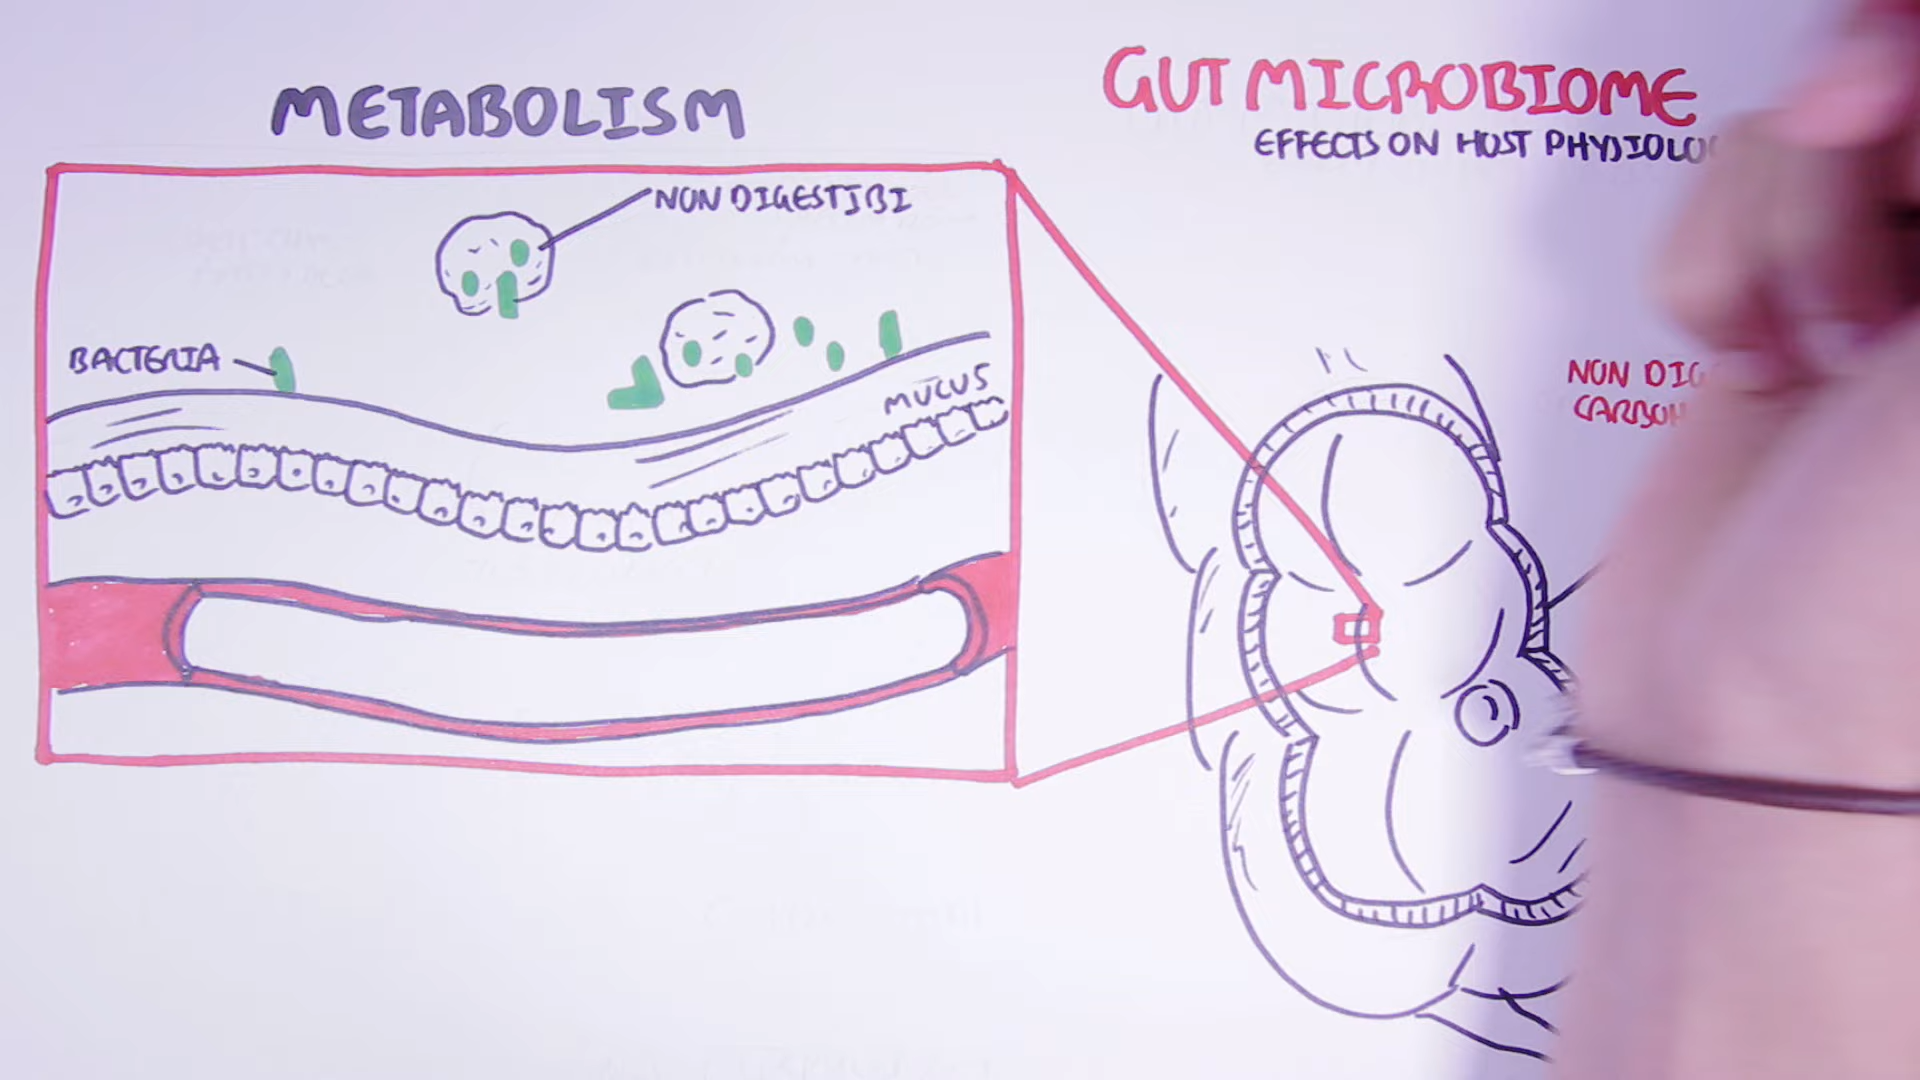 METABOLISM
GUT MICROBIOME
EFFECTS ON HOST PHYSIOLO
NON DIGESTIBI
BACTERIA
MUCUS
NON DIG
CARBOH